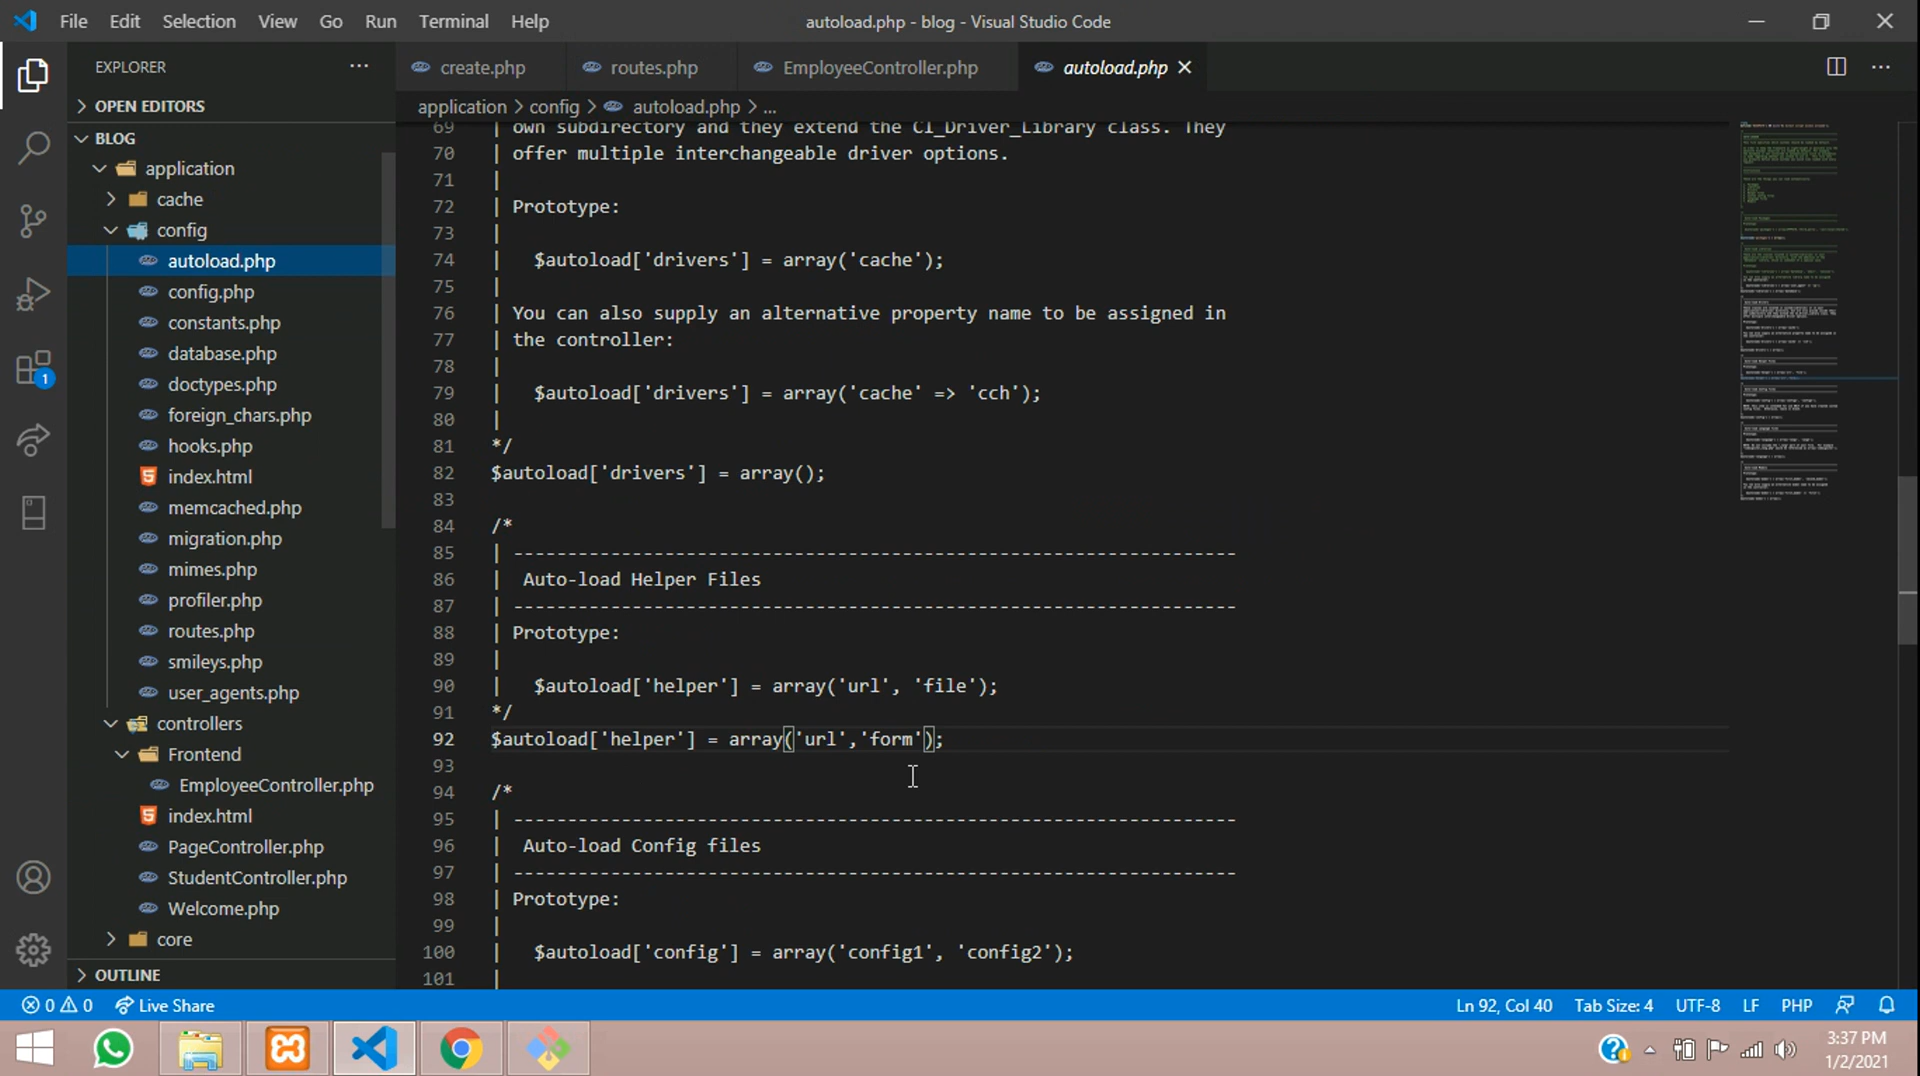 File Edit Selection View Go Run Terminal Help
autoload.php - blog - Visual Studio Code
EXPLORER
OPEN EDITORS
BLOG
application
cache
config
autoload.php
config.php
constants.php
database.php
doctypes.php
foreign_chars.php
hooks.php
index.html
memcached.php
migration.php
mimes.php
profiler.php
routes.php
smileys.php
user_agents.php
controllers
Frontend
EmployeeController.php
index.html
PageController.php
StudentController.php
Welcome.php
core
OUTLINE
1
create.php routes.php EmployeeController.php autoload.php
application > config > autoload.php > ...
69 | own subdirectory and they extend the CI_Driver_Library class. They
70 | offer multiple interchangeable driver options.
71 |
72 | Prototype:
73 |
74 | $autoload['drivers'] = array('cache');
75 |
76 | You can also supply an alternative property name to be assigned in
77 | the controller:
78 |
79 | $autoload['drivers'] = array('cache' => 'cch');
80 |
81 */
82 $autoload['drivers'] = array();
83
84 /*
85 | -------------------------------------------------------------------
86 | Auto-load Helper Files
87 | -------------------------------------------------------------------
88 | Prototype:
89 |
90 | $autoload['helper'] = array('url', 'file');
91 */
92 $autoload['helper'] = array('url','form');
93
94 /*
95 | -------------------------------------------------------------------
96 | Auto-load Config files
97 | -------------------------------------------------------------------
98 | Prototype:
99 |
100 | $autoload['config'] = array('config1', 'config2');
101 |
0 0 Live Share
Ln 92, Col 40 Tab Size: 4 UTF-8 LF PHP
3:37 PM
1/2/2021